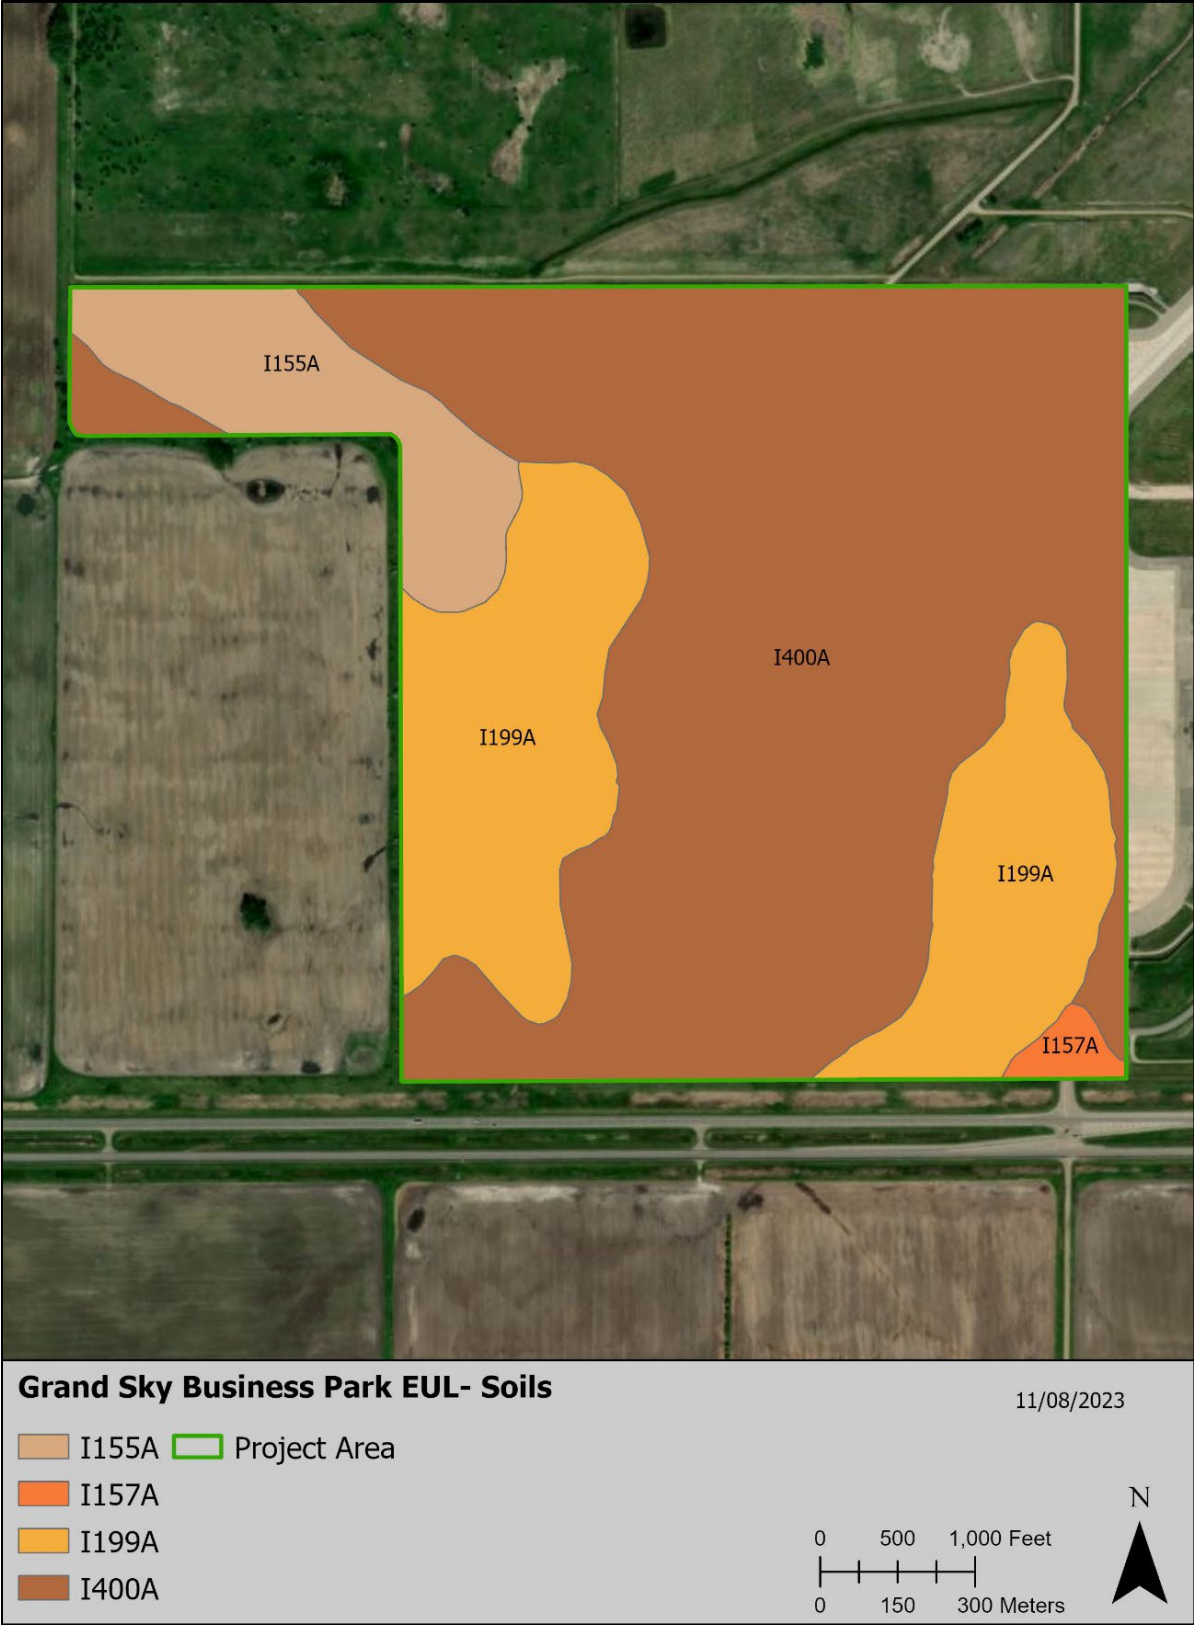 I155A
I400A
I199A
I199A
I157A
Grand Sky Business Park EUL- Soils
11/08/2023
I155A Project Area
I157A
I199A
I400A
N
0 500 1,000 Feet
0 150 300 Meters